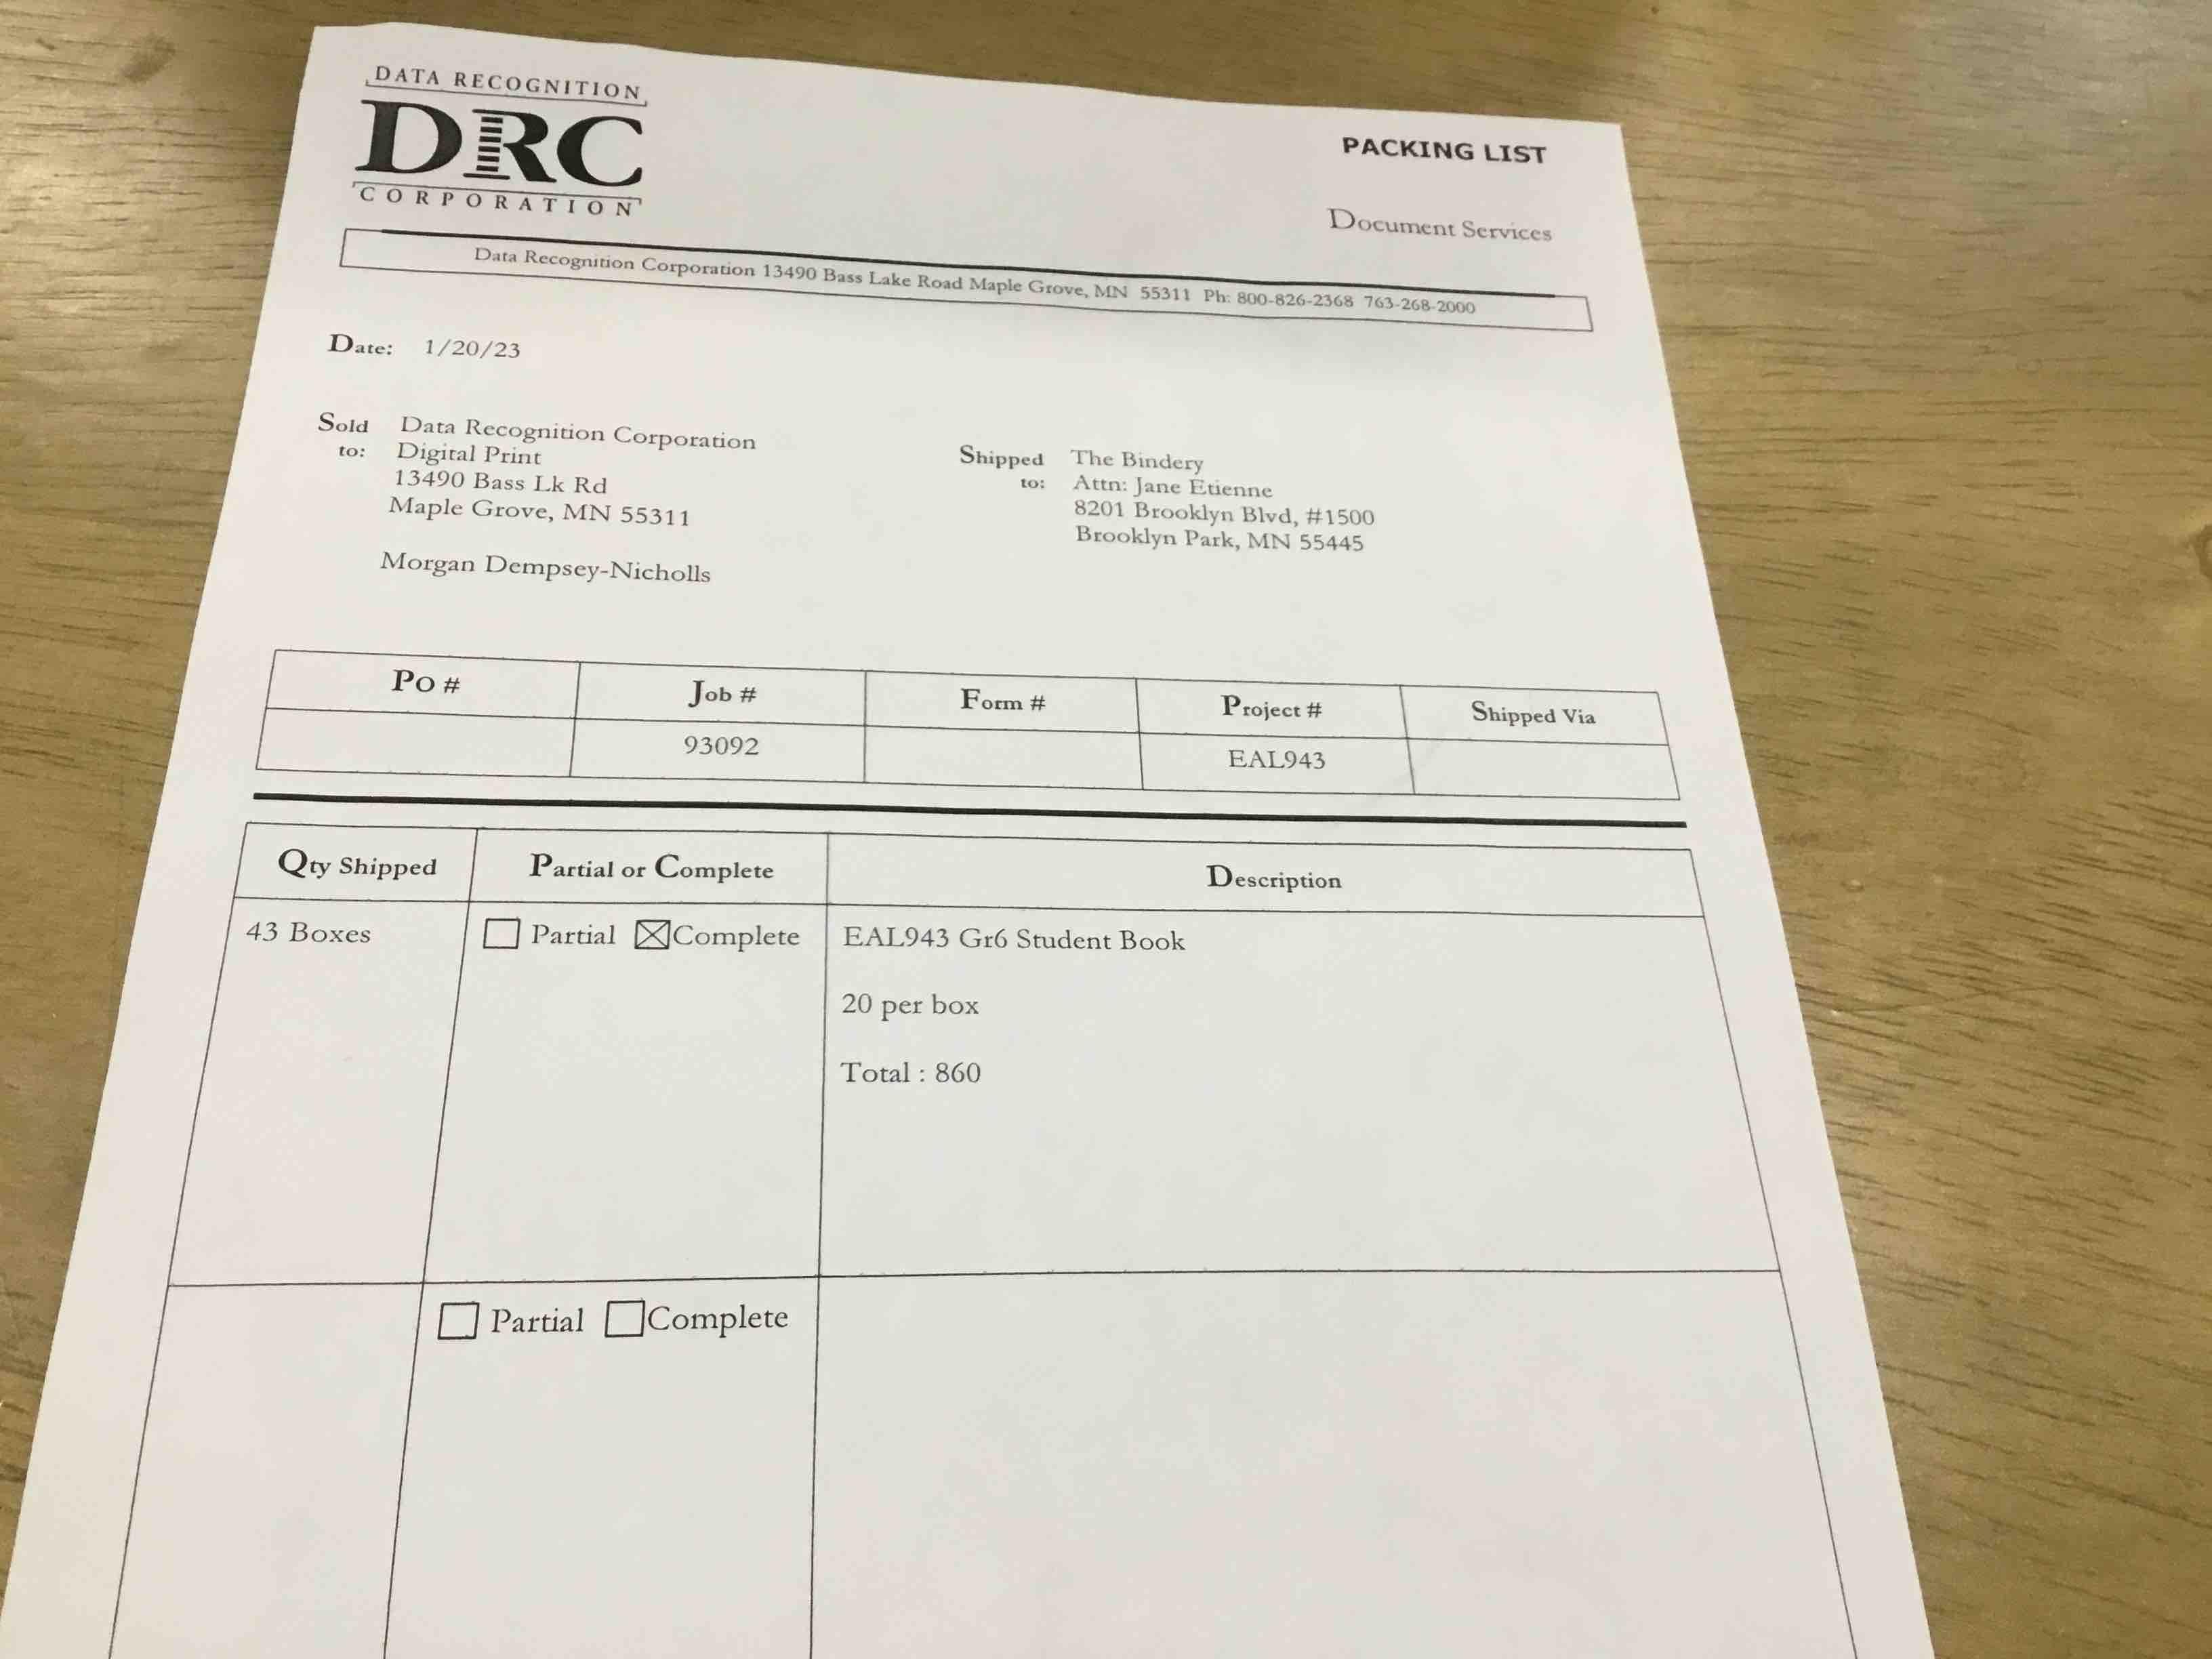 DATA RECOGNITION
DRC
CORPORATION
PACKING LIST
Document Services
Data Recognition Corporation 13490 Bass Lake Road Maple Grove, MN 55311 Ph: 800-826-2368 763-268-2000
Date: 1/20/23
Sold to: Data Recognition Corporation
Digital Print
13490 Bass Lk Rd
Maple Grove, MN 55311
Morgan Dempsey-Nicholls
Shipped to: The Bindery
Attn: Jane Etienne
8201 Brooklyn Blvd, #1500
Brooklyn Park, MN 55445
PO # Job # Form # Project # Shipped Via
93092 EAL943
Qty Shipped Partial or Complete Description
43 Boxes Partial Complete EAL943 Gr6 Student Book
20 per box
Total : 860
Partial Complete